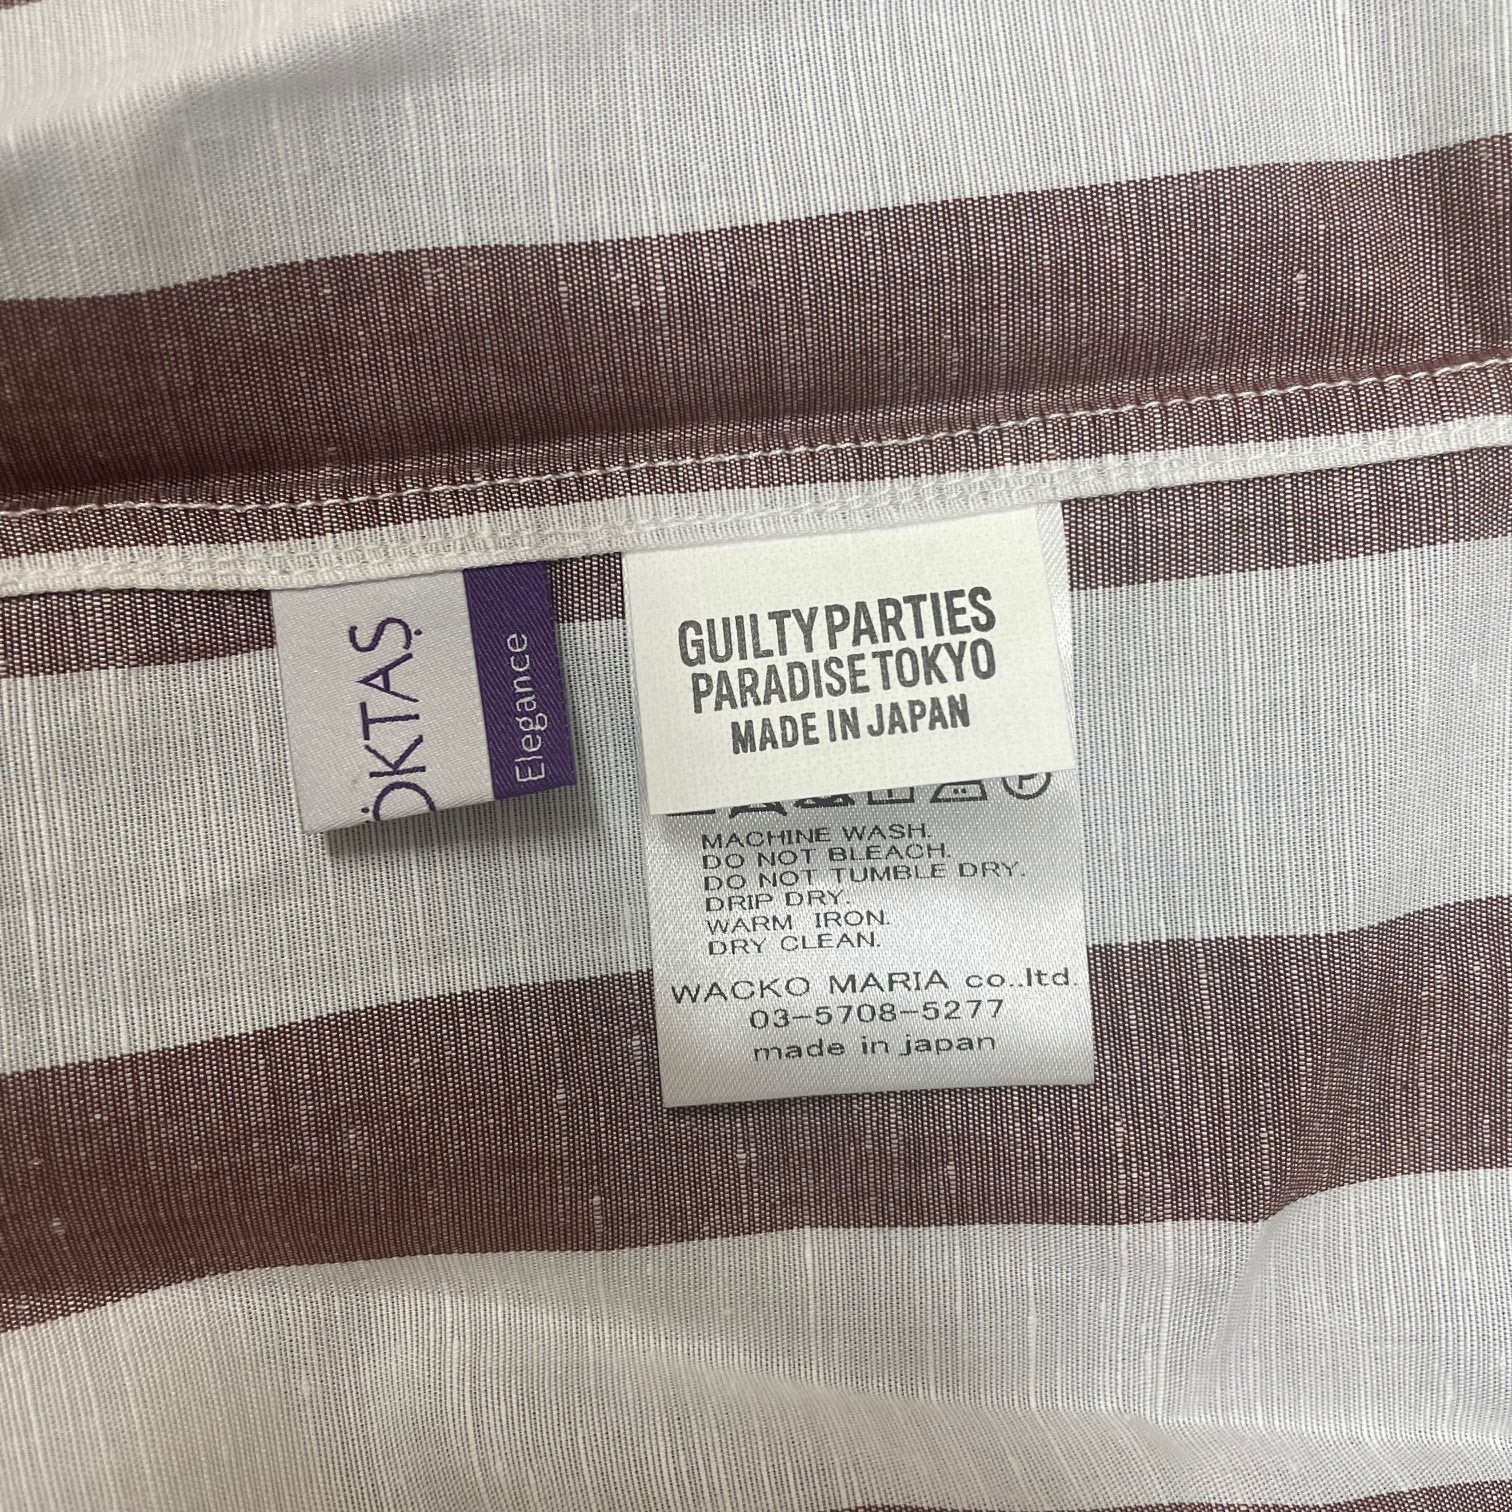 ÖKTAŞ
Elegance
GUILTY PARTIES
PARADISE TOKYO
MADE IN JAPAN
MACHINE WASH.
DO NOT BLEACH.
DO NOT TUMBLE DRY.
DRIP DRY.
WARM IRON.
DRY CLEAN.
WACKO MARIA co..ltd.
03-5708-5277
made in japan